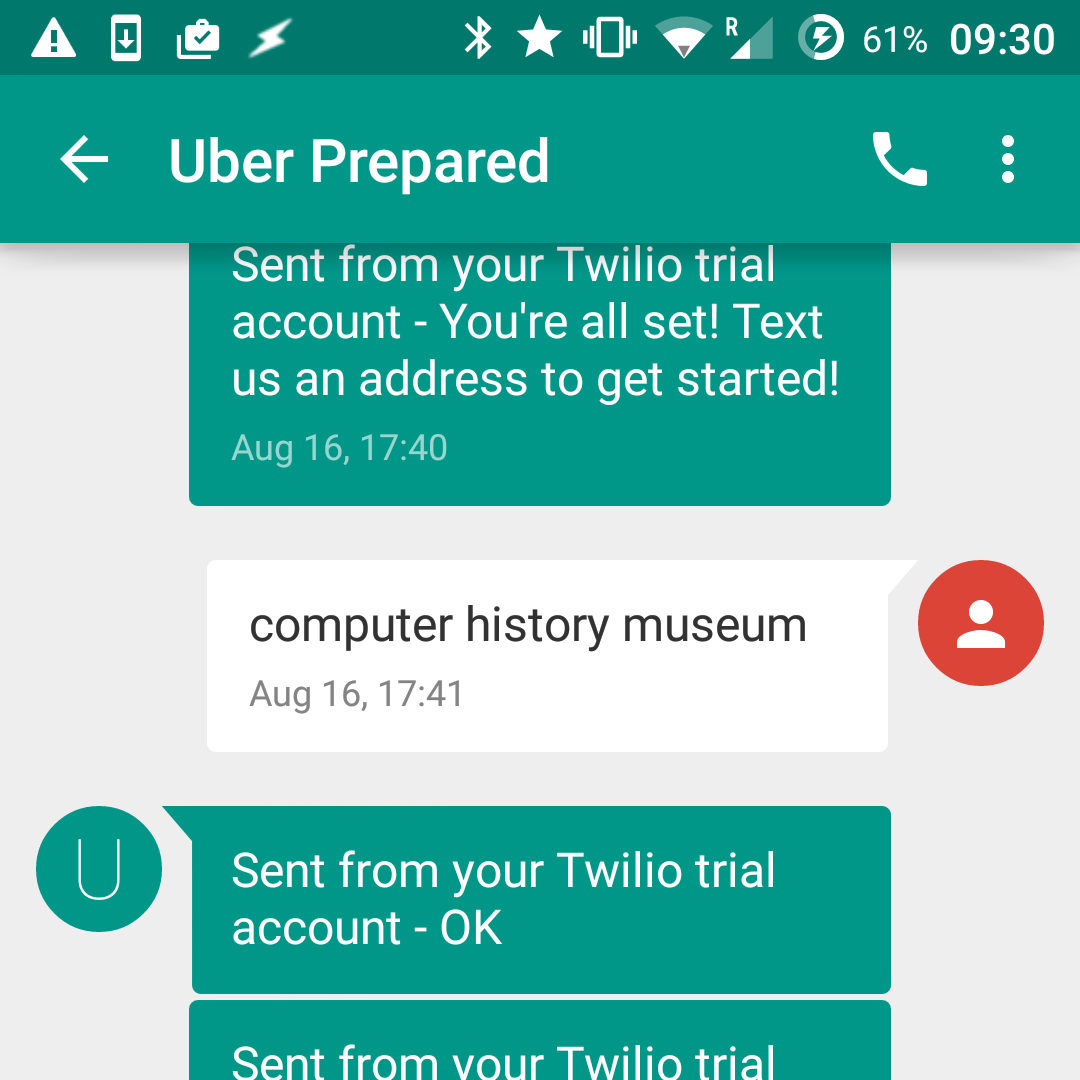 R 61% 09:30
Uber Prepared
Sent from your Twilio trial
account - You're all set! Text
us an address to get started!
Aug 16, 17:40
computer history museum
Aug 16, 17:41
U
Sent from your Twilio trial
account - OK
Sent from your Twilio trial